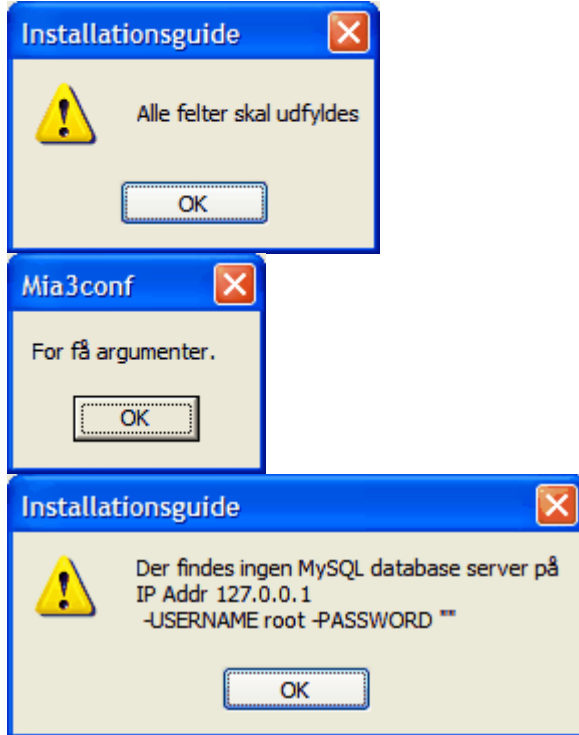 Installationsguide
Alle felter skal udfyldes
OK
Mia3conf
For få argumenter.
OK
Installationsguide
Der findes ingen MySQL database server på
IP Addr 127.0.0.1
-USERNAME root -PASSWORD ""
OK